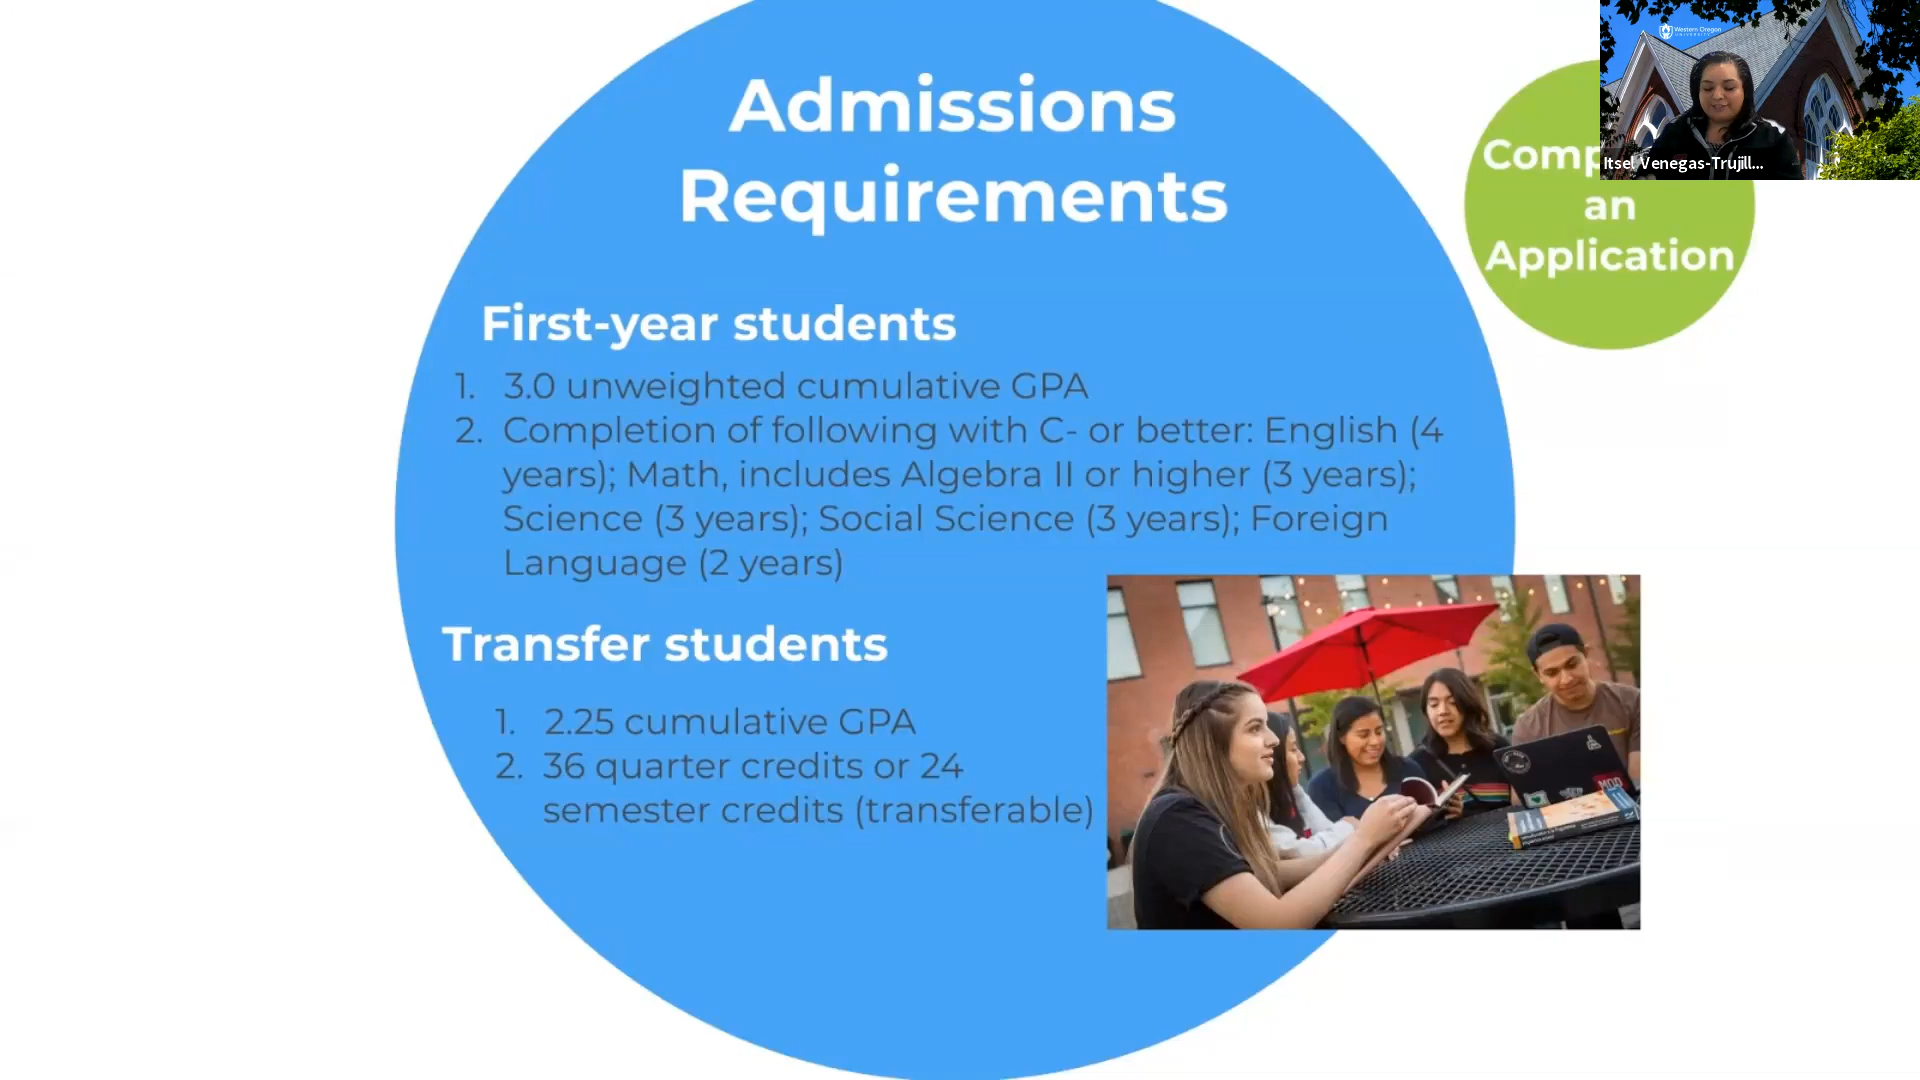 Admissions
Requirements
First-year students
1. 3.0 unweighted cumulative GPA
2. Completion of following with C- or better: English (4
years); Math, includes Algebra II or higher (3 years);
Science (3 years); Social Science (3 years); Foreign
Language (2 years)
Transfer students
1. 2.25 cumulative GPA
2. 36 quarter credits or 24
semester credits (transferable)
Comp
an
Application
Western Oregon
UNIVERSITY
Itsel Venegas-Trujill...